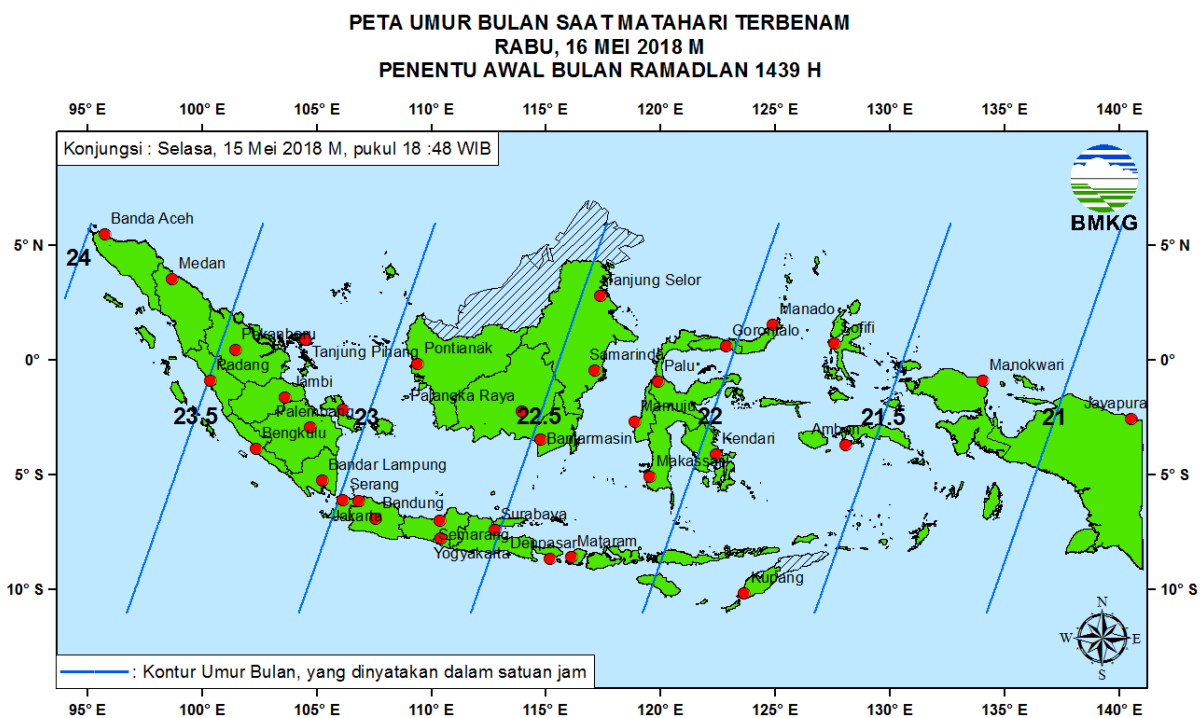 PETA UMUR BULAN SAAT MATAHARI TERBENAM
RABU, 16 MEI 2018 M
PENENTU AWAL BULAN RAMADLAN 1439 H
95° E 100° E 105° E 110° E 115° E 120° E 125° E 130° E 135° E 140° E
Konjungsi : Selasa, 15 Mei 2018 M, pukul 18 :48 WIB
BMKG
Banda Aceh
5° N 5° N
24
Medan
Tanjung Selor
Manado
Gorontalo Sofifi
Pekanbaru
Tanjung Pinang Pontianak
0° 0°
Padang
Samarinda
Palu
Manokwari
Jambi
Palangka Raya
Jayapura
23.5 23 22.5 22 21.5 21
Palembang
Mamuju
Bengkulu
Banjarmasin
Kendari
Ambon
Bandar Lampung
Makassar
5° S 5° S
Serang
Bandung
Jakarta
Surabaya
Semarang
Yogyakarta
Denpasar
Mataram
Kupang
10° S 10° S
N
W E
S
: Kontur Umur Bulan, yang dinyatakan dalam satuan jam
95° E 100° E 105° E 110° E 115° E 120° E 125° E 130° E 135° E 140° E